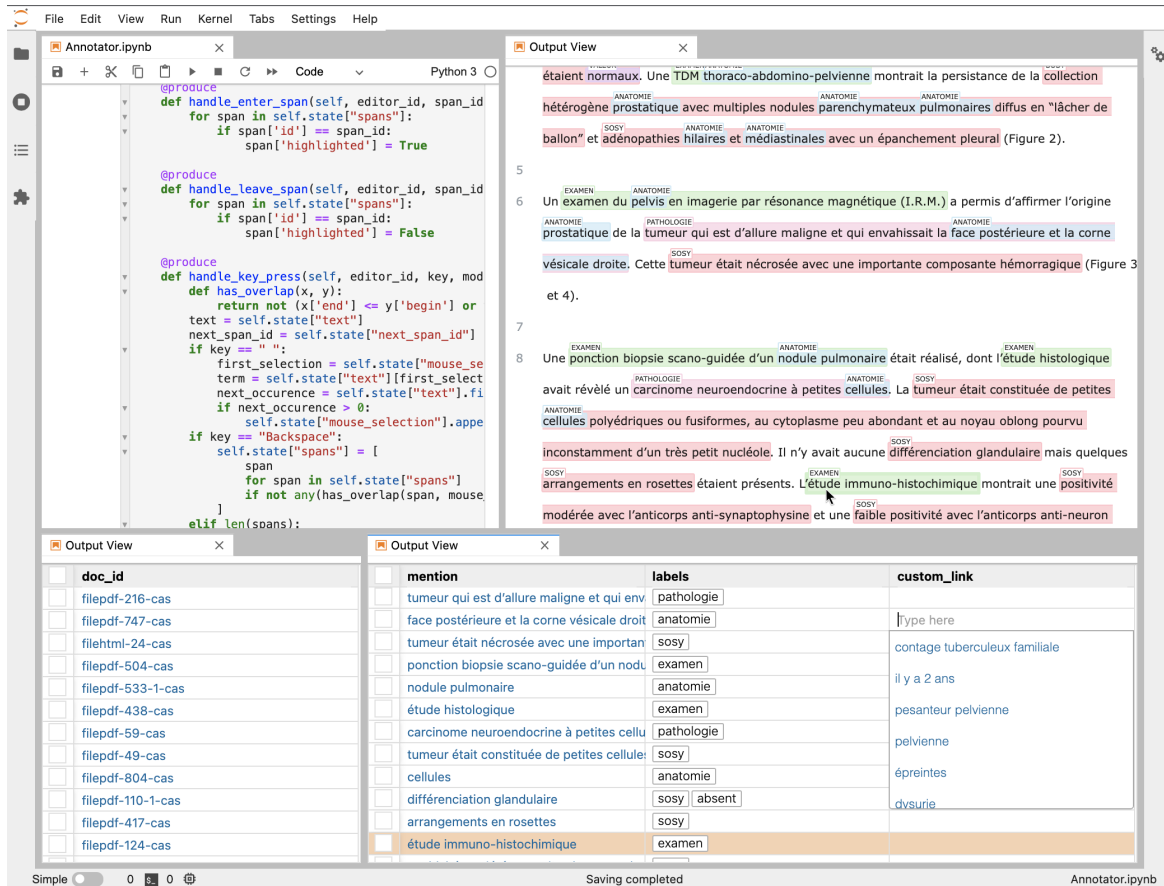 File Edit View Run Kernel Tabs Settings Help
Annotator.ipynb
Code
Python 3
@produce
def handle_enter_span(self, editor_id, span_id
for span in self.state["spans"]:
if span['id'] == span_id:
span['highlighted'] = True
@produce
def handle_leave_span(self, editor_id, span_id
for span in self.state["spans"]:
if span['id'] == span_id:
span['highlighted'] = False
@produce
def handle_key_press(self, editor_id, key, mod
def has_overlap(x, y):
return not (x['end'] <= y['begin'] or
text = self.state["text"]
next_span_id = self.state["next_span_id"]
if key == " ":
first_selection = self.state["mouse_se
term = self.state["text"][first_select
next_occurence = self.state["text"].fi
if next_occurence > 0:
self.state["mouse_selection"].appe
if key == "Backspace":
self.state["spans"] = [
span
for span in self.state["spans"]
if not any(has_overlap(span, mouse_
]
elif len(spans):
Output View
étaient normaux. Une TDM thoraco-abdomino-pelvienne montrait la persistance de la collection
ANATOMIE ANATOMIE ANATOMIE
hétérogène prostatique avec multiples nodules parenchymateux pulmonaires diffus en “lâcher de
SOSY ANATOMIE ANATOMIE
ballon” et adénopathies hilaires et médiastinales avec un épanchement pleural (Figure 2).
5
EXAMEN ANATOMIE
6 Un examen du pelvis en imagerie par résonance magnétique (I.R.M.) a permis d’affirmer l’origine
ANATOMIE PATHOLOGIE ANATOMIE
prostatique de la tumeur qui est d’allure maligne et qui envahissait la face postérieure et la corne
SOSY
vésicale droite. Cette tumeur était nécrosée avec une importante composante hémorragique (Figure 3
et 4).
7
EXAMEN ANATOMIE EXAMEN
8 Une ponction biopsie scano-guidée d’un nodule pulmonaire était réalisé, dont l’étude histologique
PATHOLOGIE ANATOMIE SOSY
avait révèlé un carcinome neuroendocrine à petites cellules. La tumeur était constituée de petites
ANATOMIE
cellules polyédriques ou fusiformes, au cytoplasme peu abondant et au noyau oblong pourvu
SOSY
inconstamment d’un très petit nucléole. Il n’y avait aucune différenciation glandulaire mais quelques
SOSY EXAMEN SOSY
arrangements en rosettes étaient présents. L’étude immuno-histochimique montrait une positivité
SOSY
modérée avec l’anticorps anti-synaptophysine et une faible positivité avec l’anticorps anti-neuron
Output View
doc_id
filepdf-216-cas
filepdf-747-cas
filehtml-24-cas
filepdf-504-cas
filepdf-533-1-cas
filepdf-438-cas
filepdf-59-cas
filepdf-49-cas
filepdf-804-cas
filepdf-110-1-cas
filepdf-417-cas
filepdf-124-cas
Output View
mention labels custom_link
tumeur qui est d’allure maligne et qui env pathologie
face postérieure et la corne vésicale droit anatomie Type here
tumeur était nécrosée avec une importan sosy
ponction biopsie scano-guidée d’un nodu examen
nodule pulmonaire anatomie
étude histologique examen
carcinome neuroendocrine à petites cellu pathologie
tumeur était constituée de petites cellules sosy
cellules anatomie
différenciation glandulaire sosy absent
arrangements en rosettes sosy
étude immuno-histochimique examen
contage tuberculeux familiale
il y a 2 ans
pesanteur pelvienne
pelvienne
épreintes
dysurie
Simple 0 0 Saving completed Annotator.ipynb